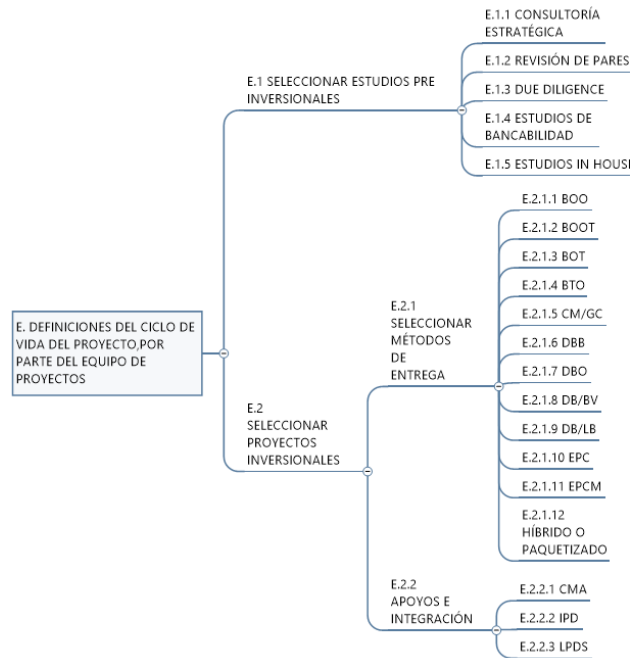 E. DEFINICIONES DEL CICLO DE
VIDA DEL PROYECTO,POR
PARTE DEL EQUIPO DE
PROYECTOS
E.1 SELECCIONAR ESTUDIOS PRE
INVERSIONALES
E.1.1 CONSULTORÍA
ESTRATÉGICA
E.1.2 REVISIÓN DE PARES
E.1.3 DUE DILIGENCE
E.1.4 ESTUDIOS DE
BANCABILIDAD
E.1.5 ESTUDIOS IN HOUSE
E.2
SELECCIONAR
PROYECTOS
INVERSIONALES
E.2.1
SELECCIONAR
MÉTODOS
DE
ENTREGA
E.2.1.1 BOO
E.2.1.2 BOOT
E.2.1.3 BOT
E.2.1.4 BTO
E.2.1.5 CM/GC
E.2.1.6 DBB
E.2.1.7 DBO
E.2.1.8 DB/BV
E.2.1.9 DB/LB
E.2.1.10 EPC
E.2.1.11 EPCM
E.2.1.12
HÍBRIDO O
PAQUETIZADO
E.2.2
APOYOS E
INTEGRACIÓN
E.2.2.1 CMA
E.2.2.2 IPD
E.2.2.3 LPDS